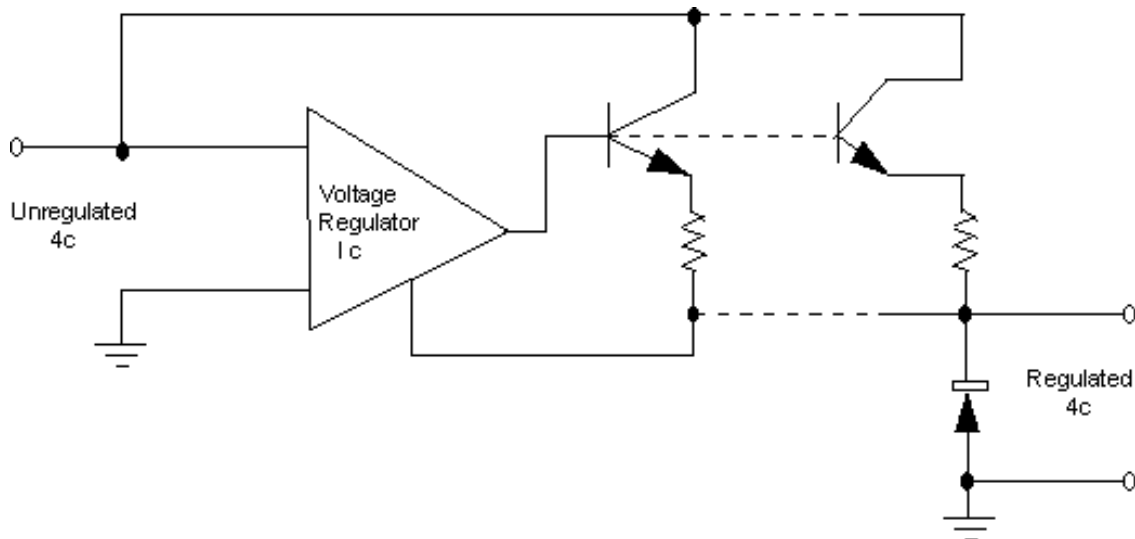 Unregulated
4c
Voltage
Regulator
I c
Regulated
4c